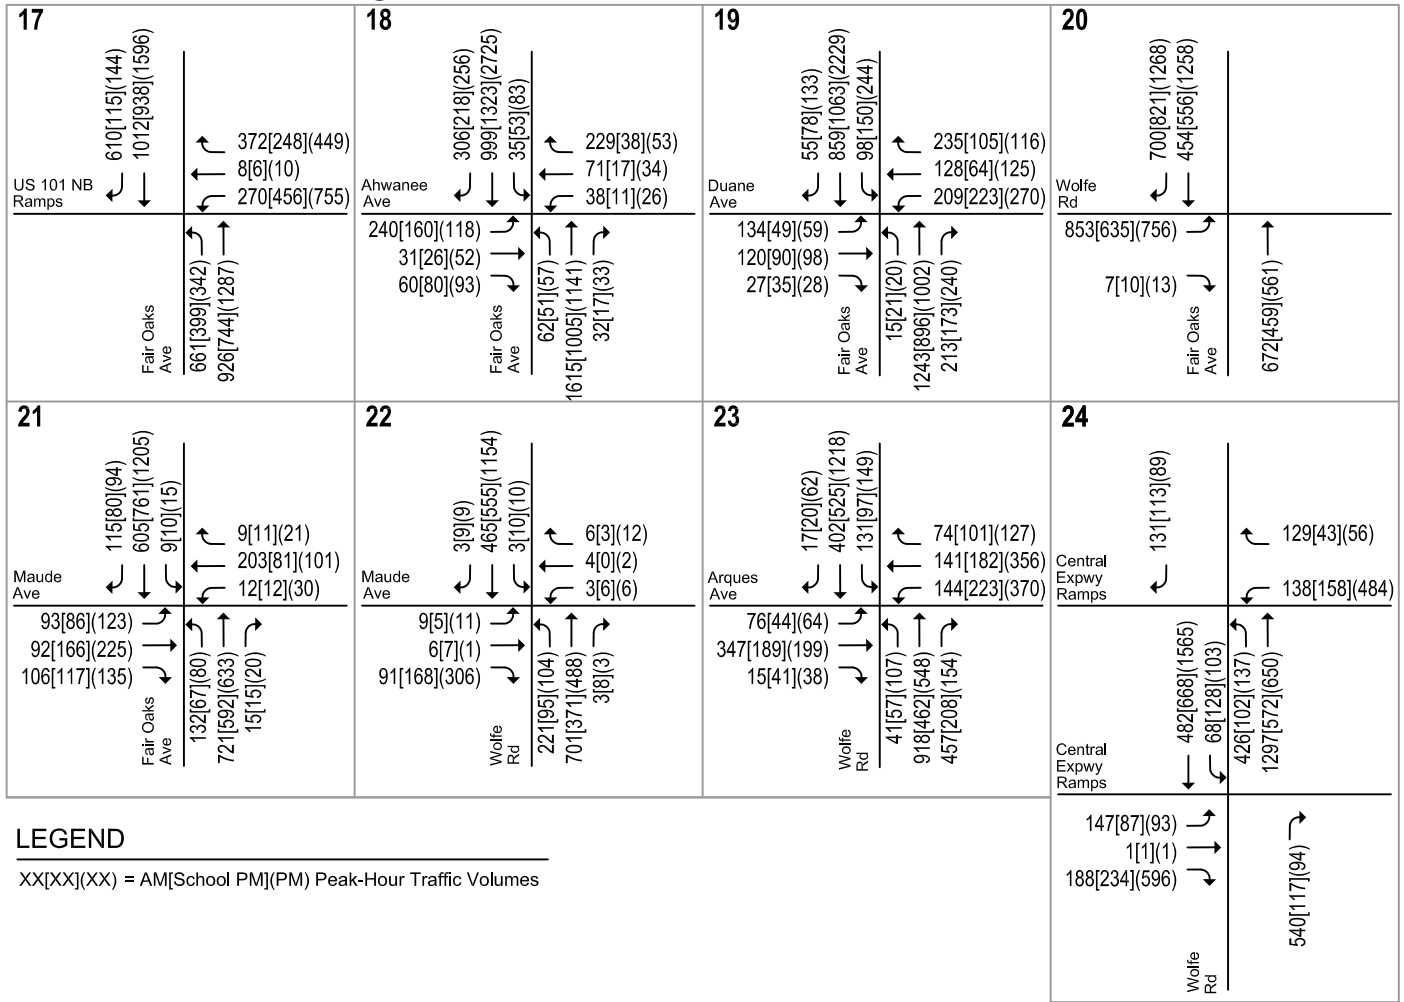 17
610[115](144)
1012[938](1596)
372[248](449)
8[6](10)
270[456](755)
US 101 NB
Ramps
661[399](342)
926[744](1287)
Fair Oaks
Ave
18
306[218](256)
999[1323](2725)
35[53](83)
229[38](53)
71[17](34)
38[11](26)
Ahwanee
Ave
240[160](118)
31[26](52)
60[80](93)
62[51](57)
1615[1005](1141)
32[17](33)
Fair Oaks
Ave
19
55[78](133)
859[1063](2229)
98[150](244)
235[105](116)
128[64](125)
209[223](270)
Duane
Ave
134[49](59)
120[90](98)
27[35](28)
15[21](20)
1243[896](1002)
213[173](240)
Fair Oaks
Ave
20
700[821](1268)
454[556](1258)
Wolfe
Rd
853[635](756)
7[10](13)
672[459](561)
Fair Oaks
Ave
21
115[80](94)
605[761](1205)
9[10](15)
9[11](21)
203[81](101)
12[12](30)
Maude
Ave
93[86](123)
92[166](225)
106[117](135)
132[67](80)
721[592](633)
15[15](20)
Fair Oaks
Ave
22
3[9](9)
465[555](1154)
3[10](10)
6[3](12)
4[0](2)
3[6](6)
Maude
Ave
9[5](11)
6[7](1)
91[168](306)
221[95](104)
701[371](488)
3[8](3)
Wolfe
Rd
23
17[20](62)
402[525](1218)
131[97](149)
74[101](127)
141[182](356)
144[223](370)
Arques
Ave
76[44](64)
347[189](199)
15[41](38)
41[57](107)
918[462](548)
457[208](154)
Wolfe
Rd
24
131[113](89)
129[43](56)
138[158](484)
Central
Expwy
Ramps
482[668](1565)
68[128](103)
426[102](137)
1297[572](650)
Central
Expwy
Ramps
147[87](93)
1[1](1)
188[234](596)
540[117](94)
Wolfe
Rd
LEGEND
XX[XX](XX) = AM[School PM](PM) Peak-Hour Traffic Volumes